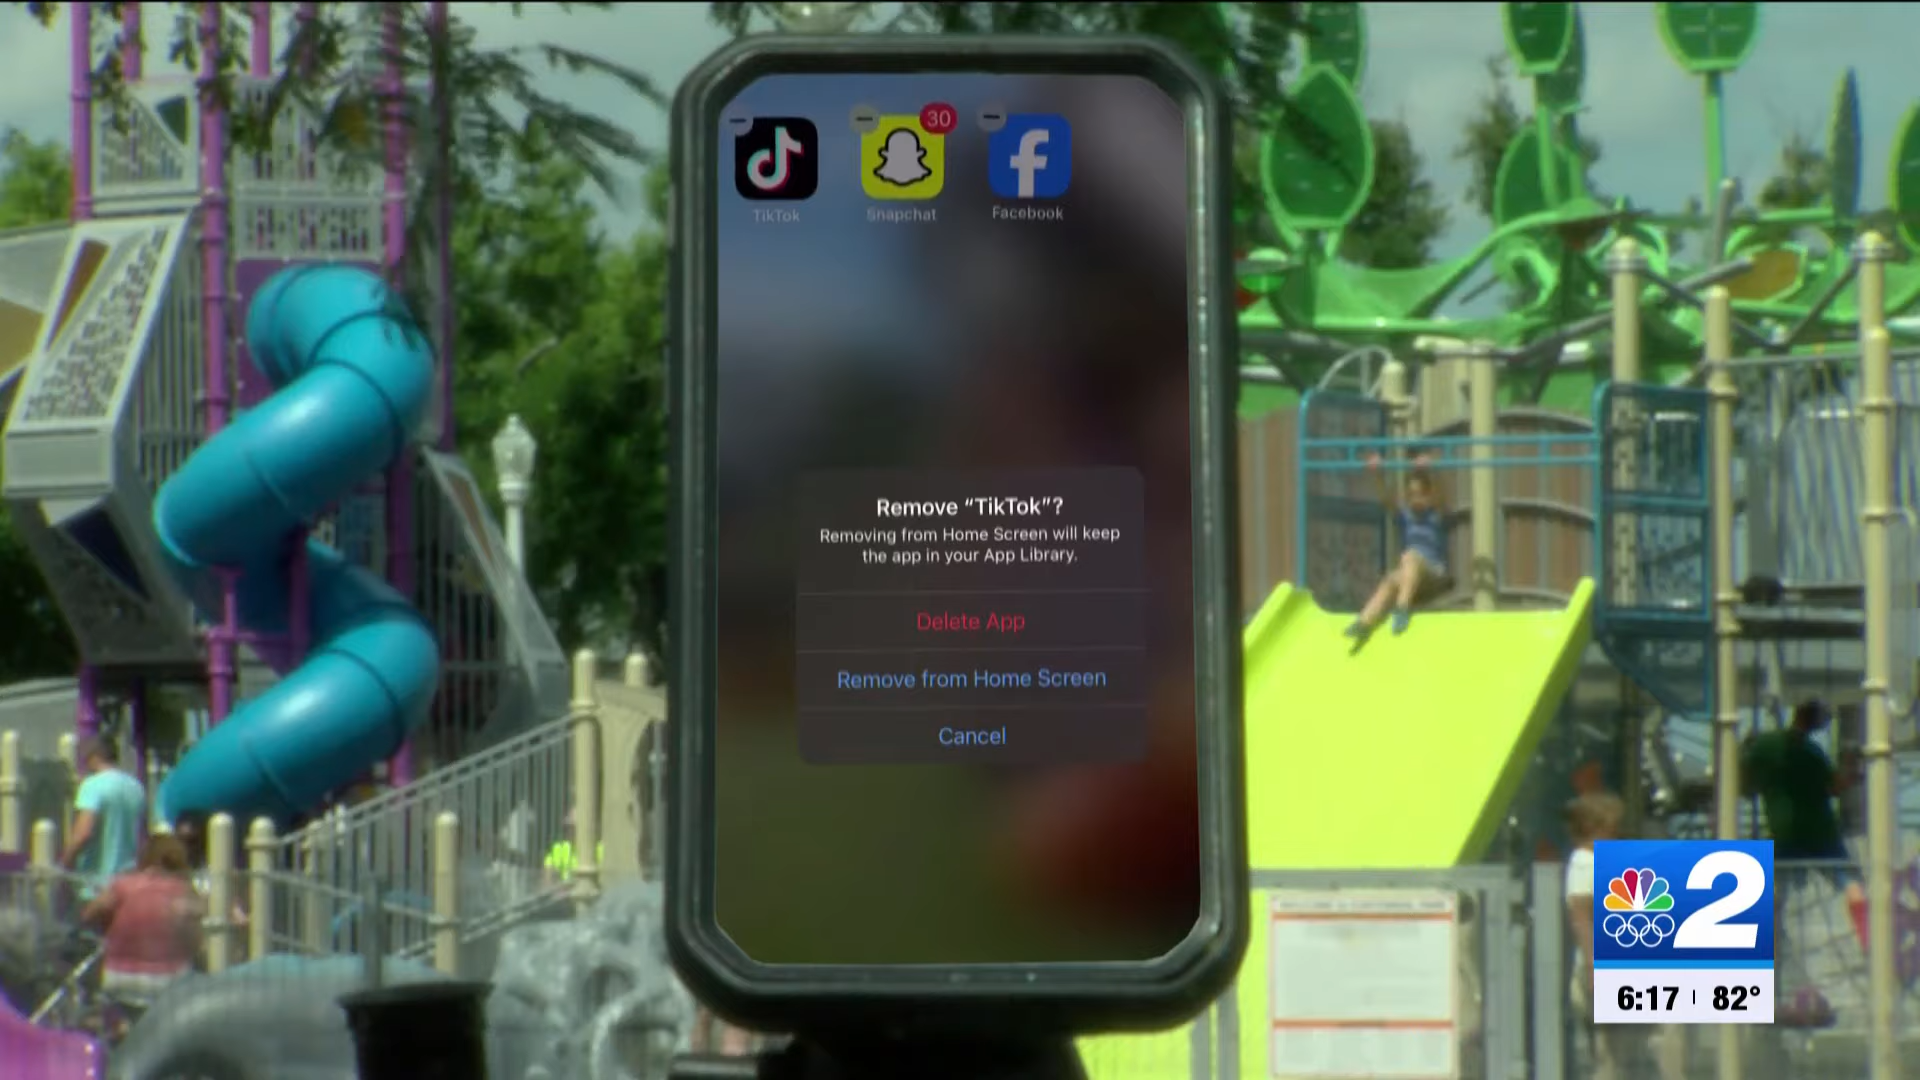 30
TikTok
Snapchat
Facebook
Remove “TikTok”?
Removing from Home Screen will keep
the app in your App Library.
Delete App
Remove from Home Screen
Cancel
2
6:17 82°